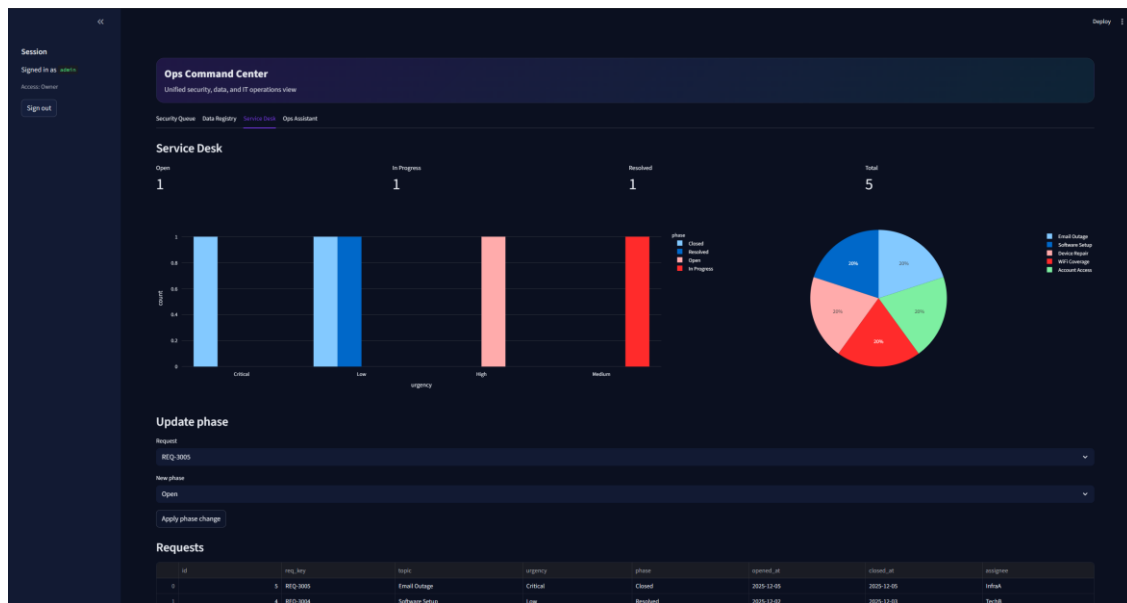 Deploy
Session
Signed in as admin
Access: Owner
Sign out
Ops Command Center
Unified security, data, and IT operations view
Security Queue Data Registry Service Desk Ops Assistant
Service Desk
Open In Progress Resolved Total
1 1 1 5
count
1
0.8
0.6
0.4
0.2
0
Critical Low High Medium
urgency
phase
Closed
Resolved
Open
In Progress
20% 20%
20% 20%
20%
Email Outage
Software Setup
Device Repair
WiFi Coverage
Account Access
Update phase
Request
REQ-3005
New phase
Open
Apply phase change
Requests
id req_key topic urgency phase opened_at closed_at assignee
0 5 REQ-3005 Email Outage Critical Closed 2025-12-05 2025-12-05 InfraA
4 REQ-3004 Software Setup Low Resolved 2025-12-02 2025-12-03 TechB